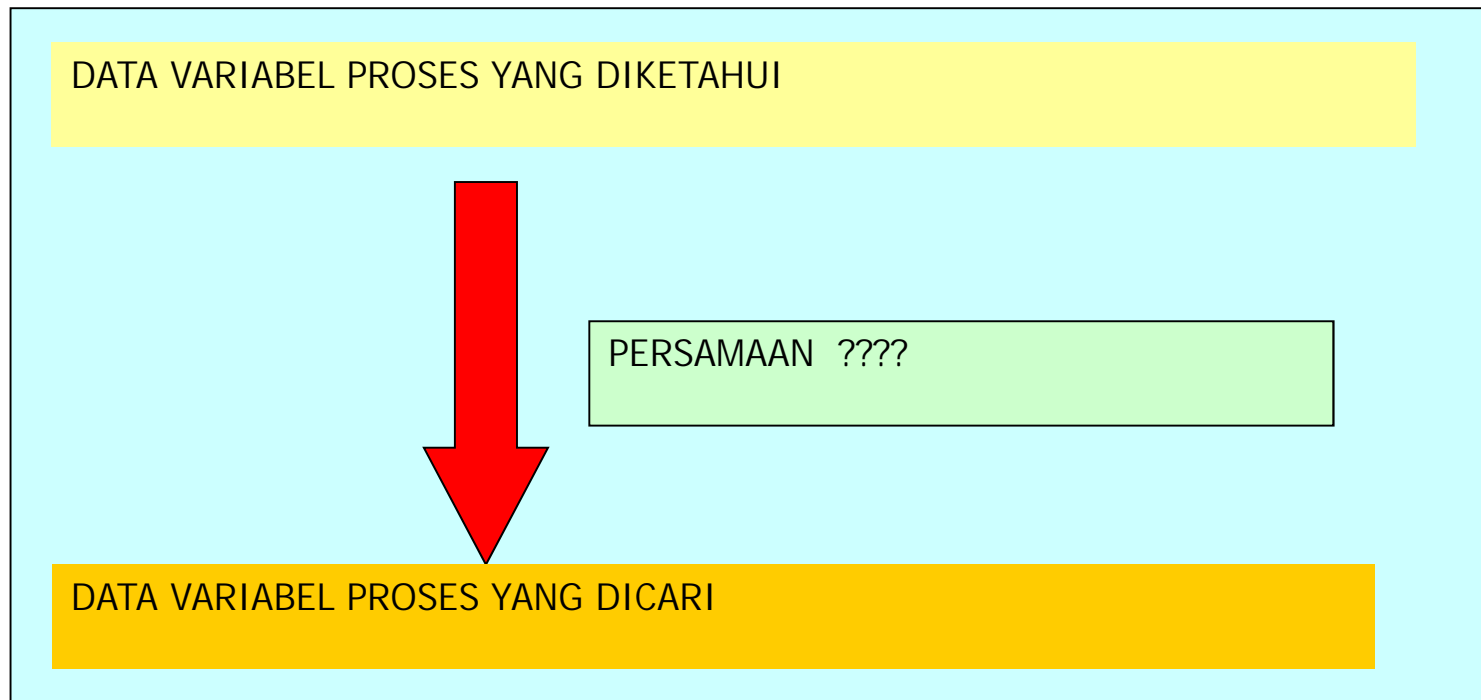 DATA VARIABEL PROSES YANG DIKETAHUI
PERSAMAAN ????
DATA VARIABEL PROSES YANG DICARI